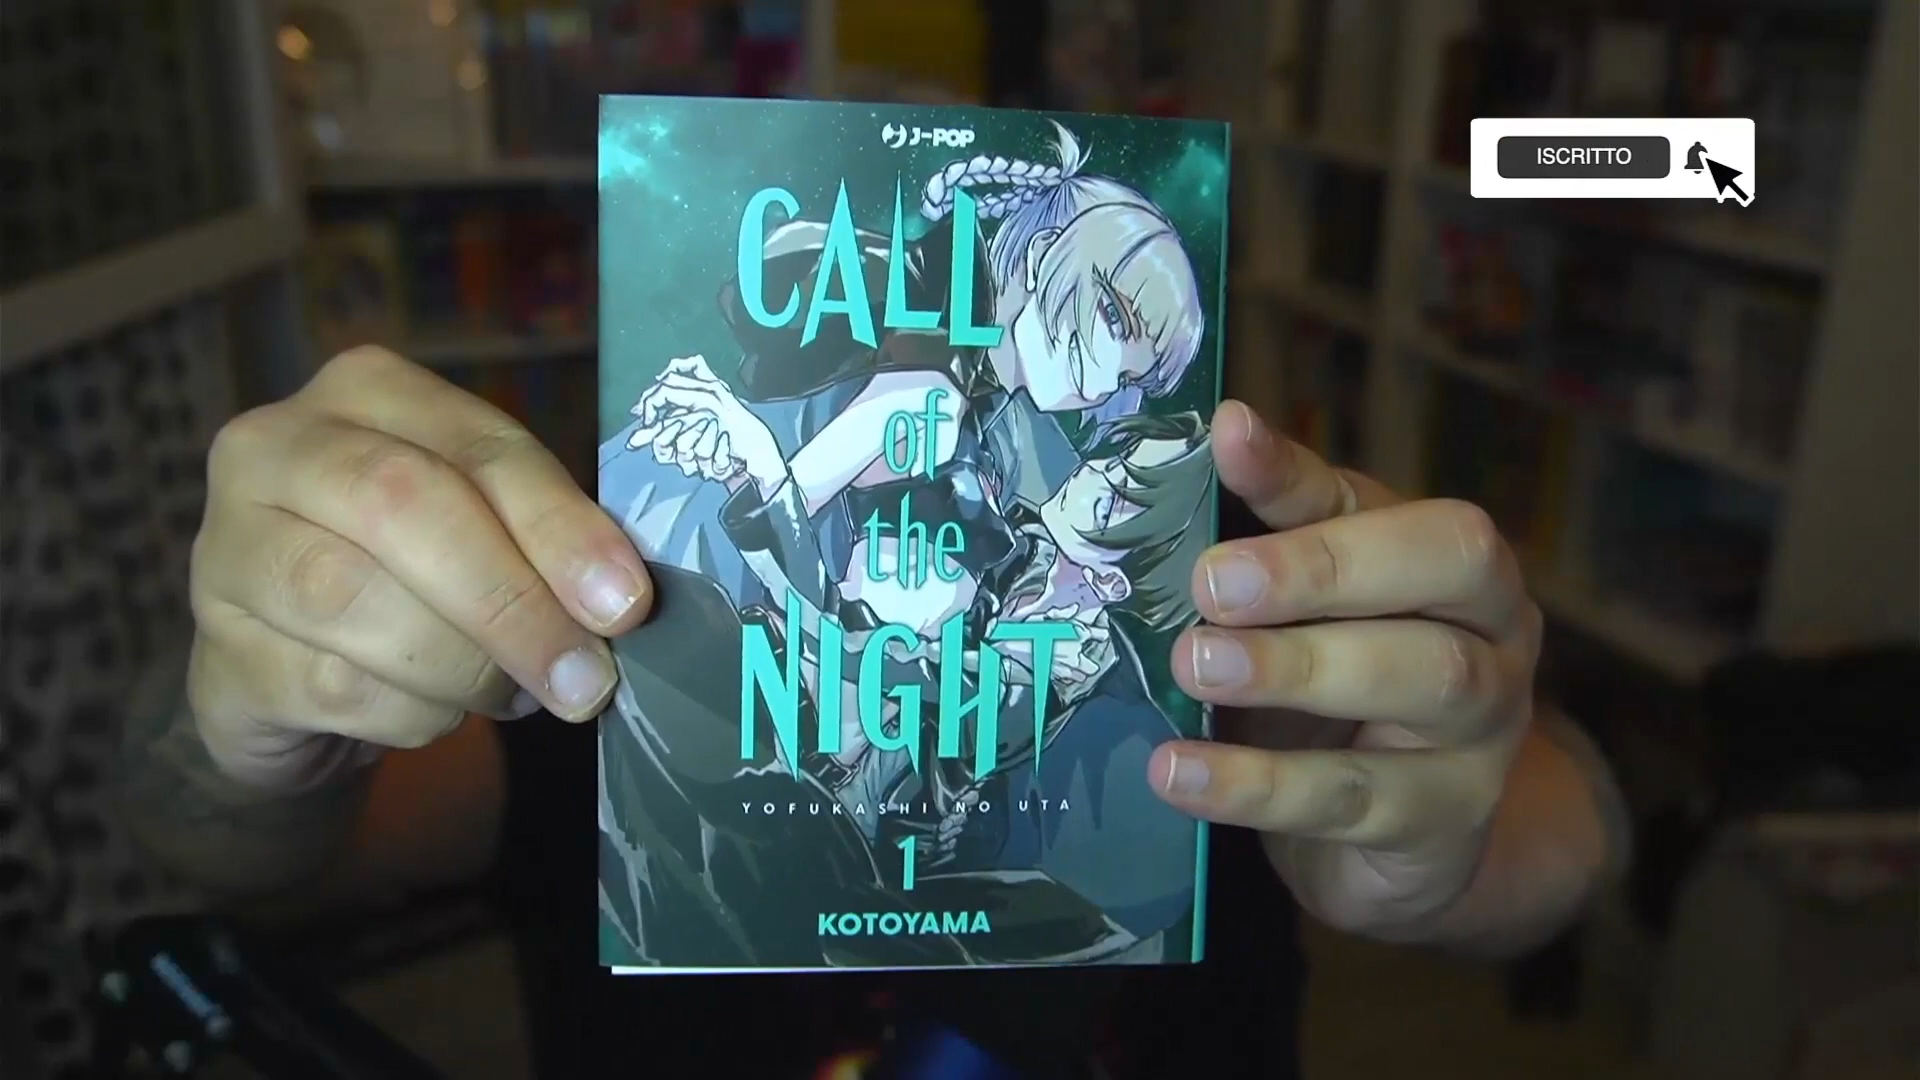 J-POP
CALL
of
the
NIGHT
YOFUKASHI NO UTA
1
KOTOYAMA
ISCRITTO